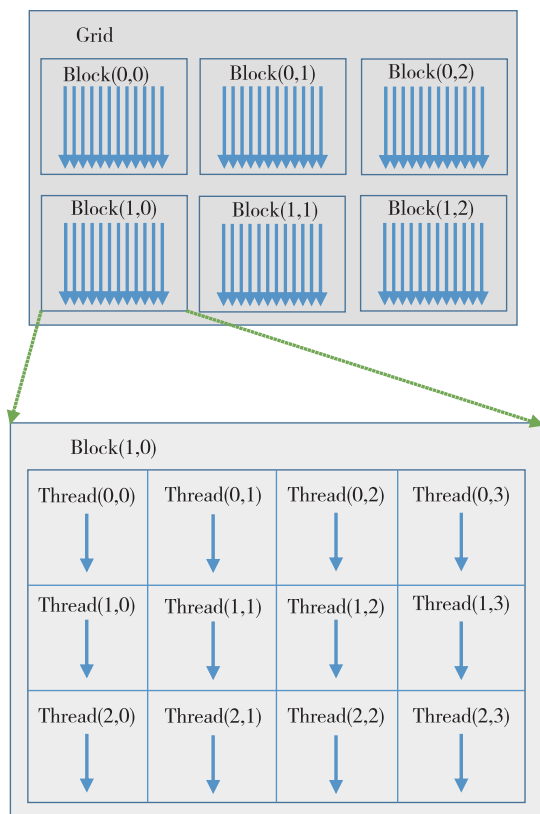 Grid
Block(0,0) Block(0,1) Block(0,2)
Block(1,0) Block(1,1) Block(1,2)
Block(1,0)
Thread(0,0) Thread(0,1) Thread(0,2) Thread(0,3)
Thread(1,0) Thread(1,1) Thread(1,2) Thread(1,3)
Thread(2,0) Thread(2,1) Thread(2,2) Thread(2,3)